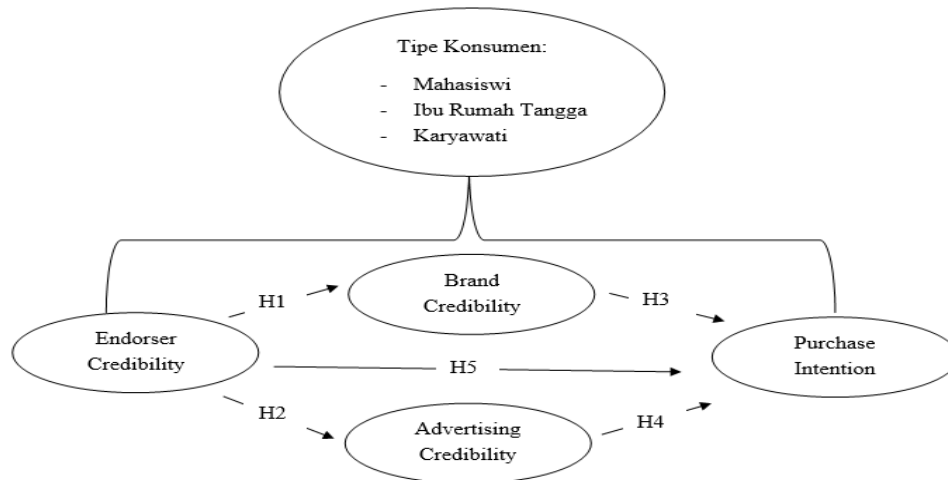 Tipe Konsumen:
- Mahasiswi
- Ibu Rumah Tangga
- Karyawati
Brand
Credibility
H1
H3
Endorser
Credibility
Purchase
Intention
H5
H2
H4
Advertising
Credibility